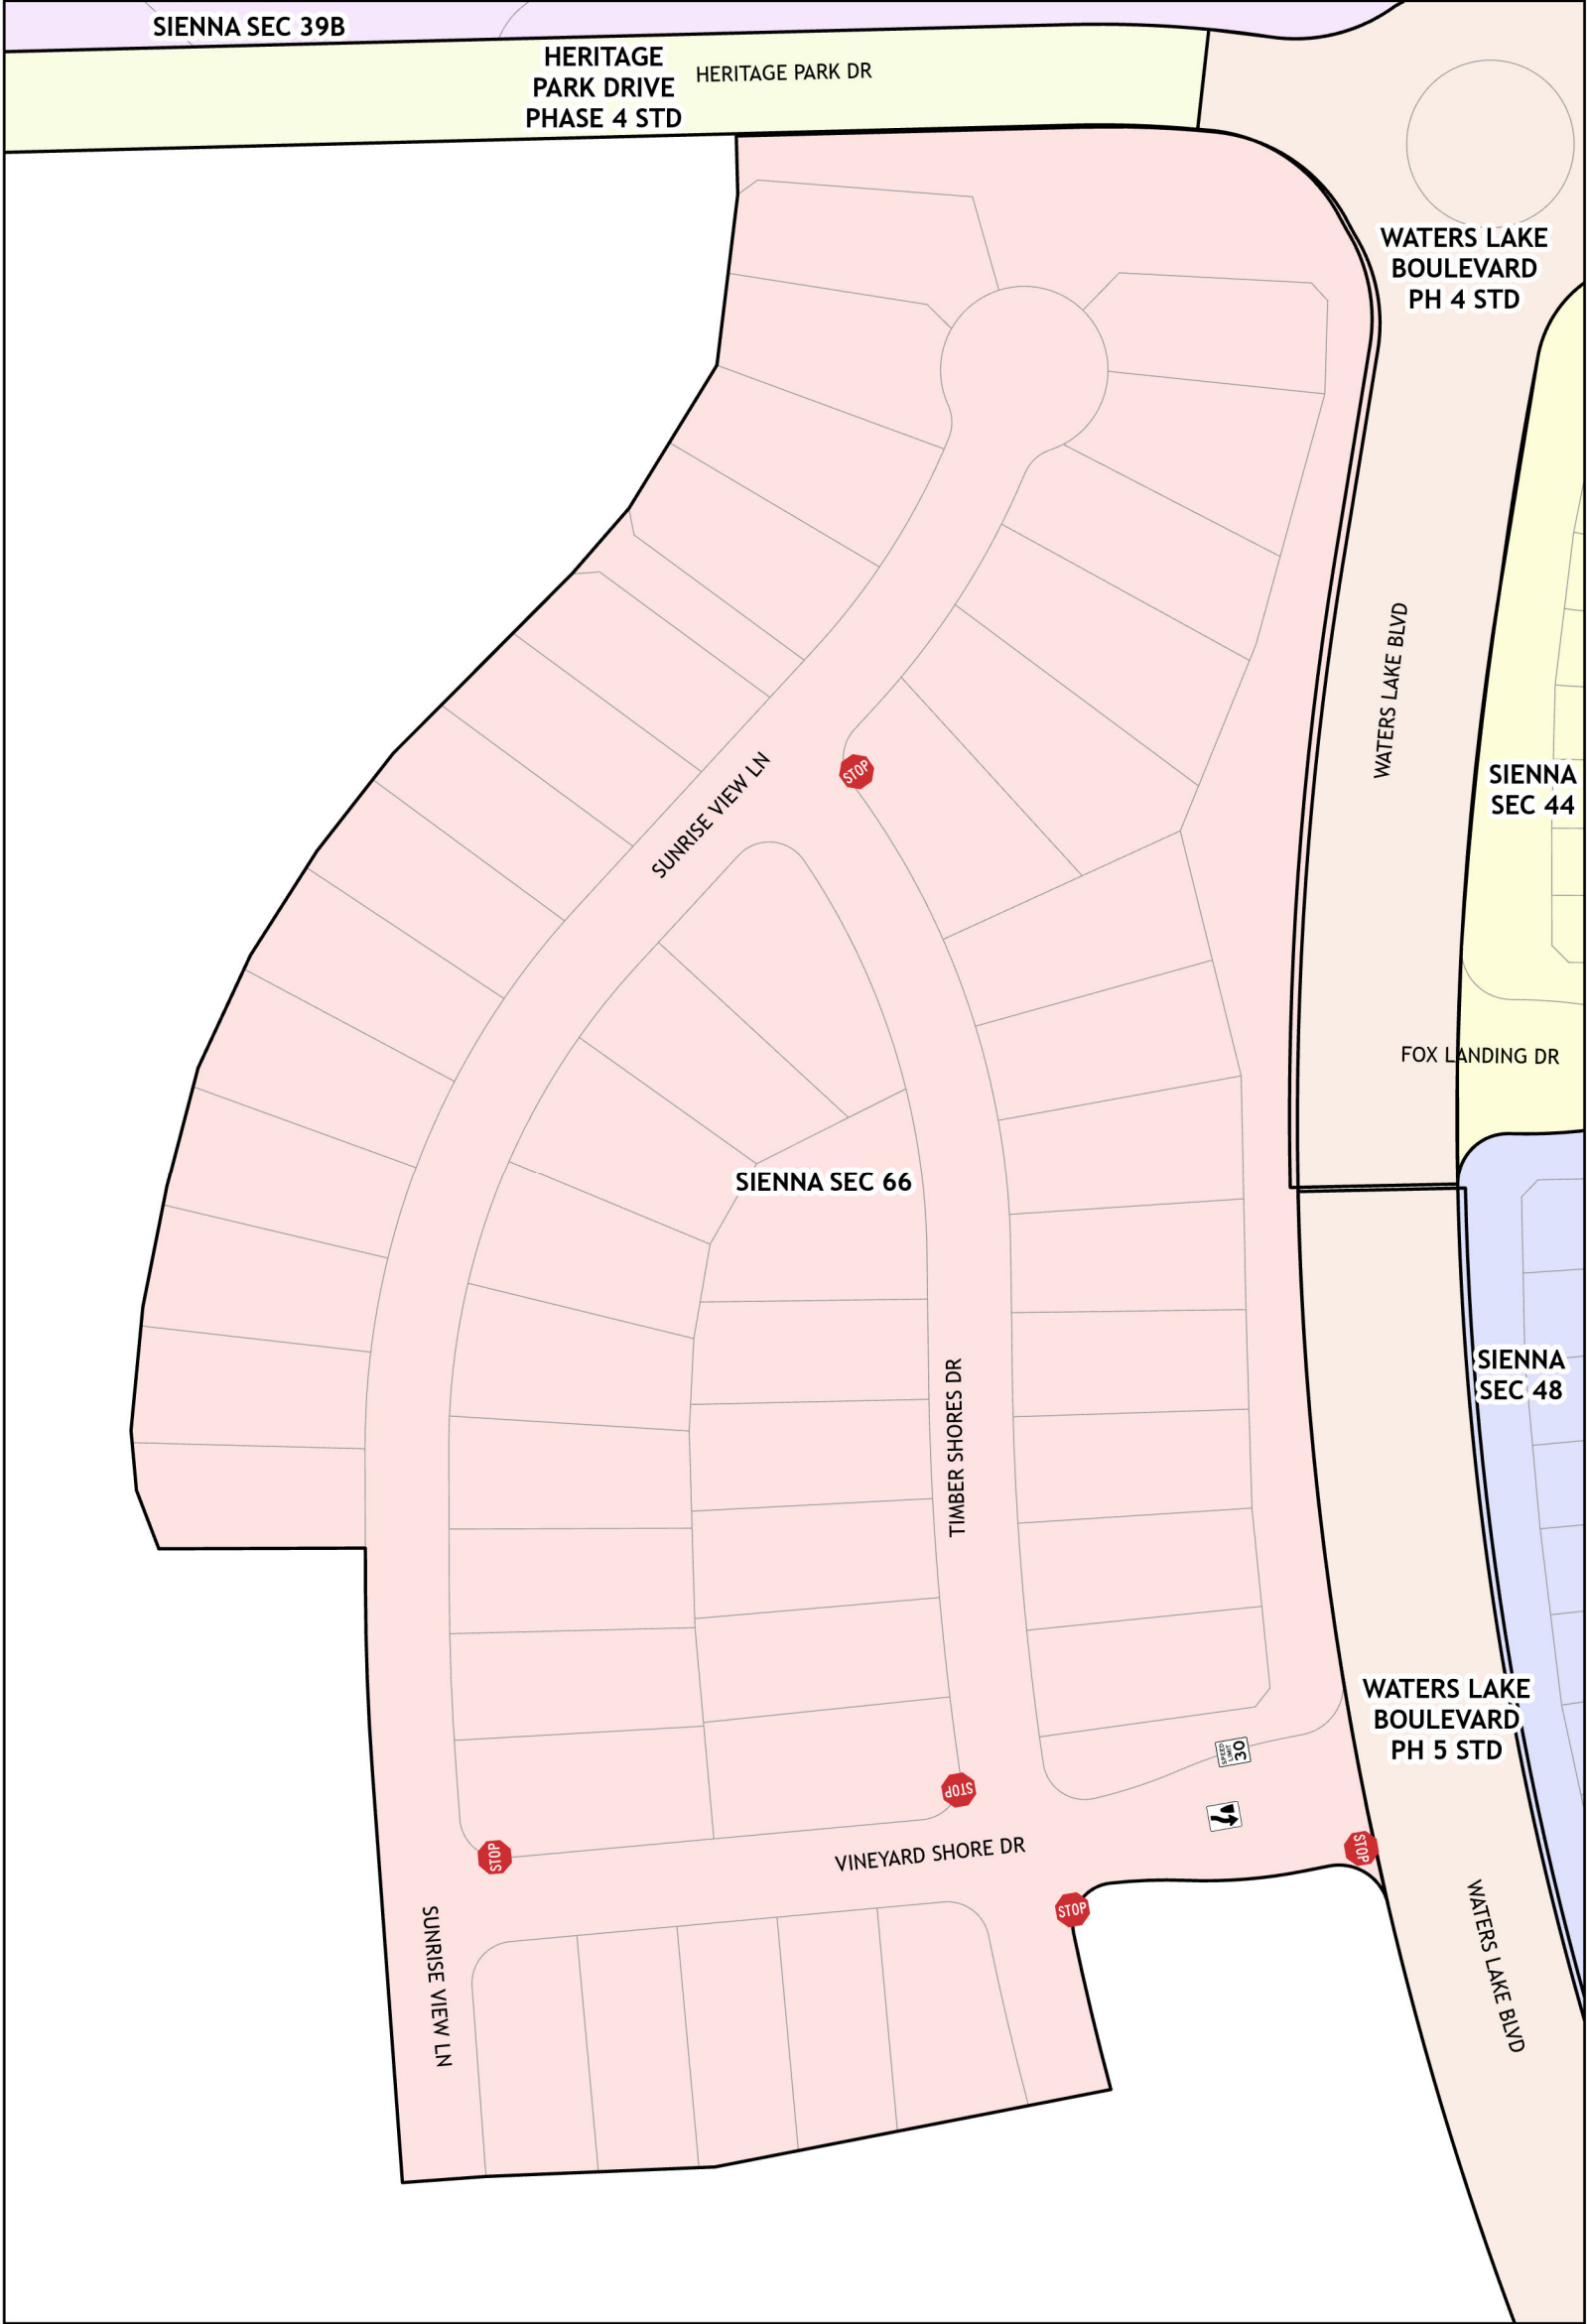 SIENNA SEC 39B
HERITAGE
PARK DRIVE
PHASE 4 STD
HERITAGE PARK DR
WATERS LAKE
BOULEVARD
PH 4 STD
WATERS LAKE BLVD
SIENNA
SEC 44
STOP
SUNRISE VIEW LN
FOX LANDING DR
SIENNA SEC 66
SIENNA
SEC 48
TIMBER SHORES DR
WATERS LAKE
BOULEVARD
PH 5 STD
SPEED
LIMIT
30
STOP
STOP
VINEYARD SHORE DR
STOP
STOP
SUNRISE VIEW LN
WATERS LAKE BLVD